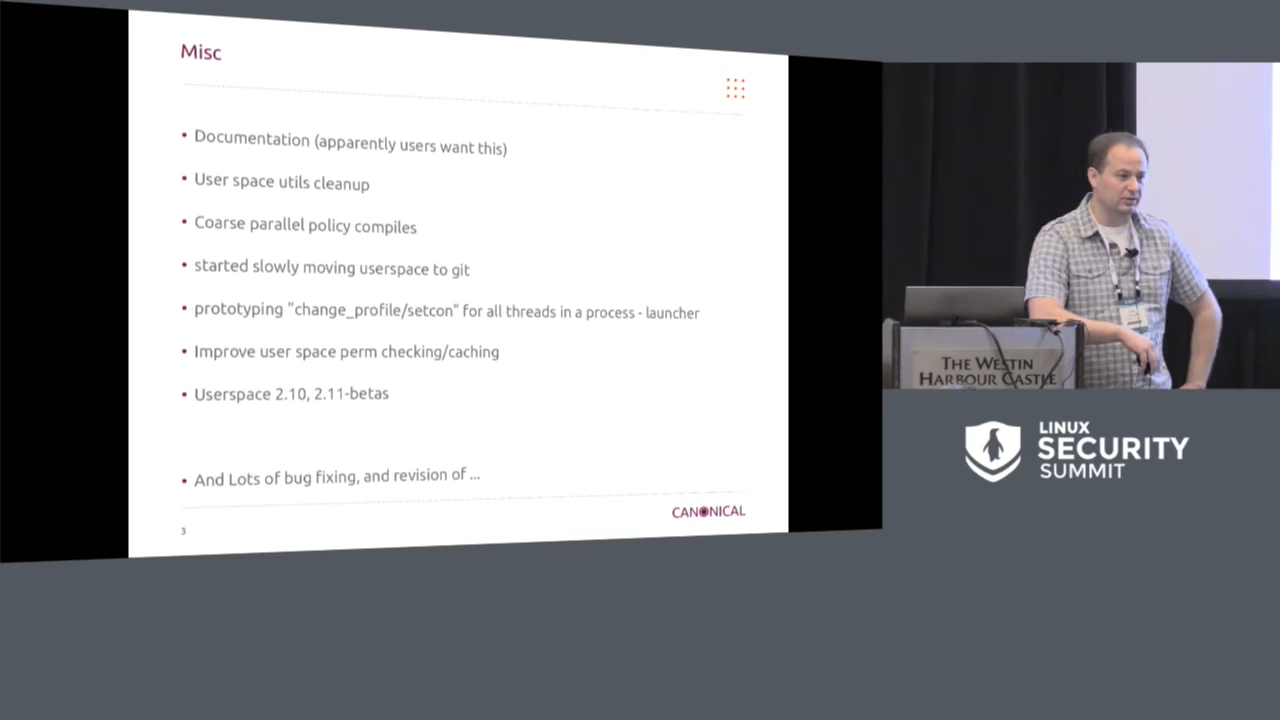 Misc
• Documentation (apparently users want this)
• User space utils cleanup
• Coarse parallel policy compiles
• started slowly moving userspace to git
• prototyping "change_profile/setcon" for all threads in a process - launcher
• Improve user space perm checking/caching
• Userspace 2.10, 2.11-betas
• And Lots of bug fixing, and revision of ...
CANONICAL
3
THE WESTIN
HARBOUR CASTLE
LINUX
SECURITY
SUMMIT